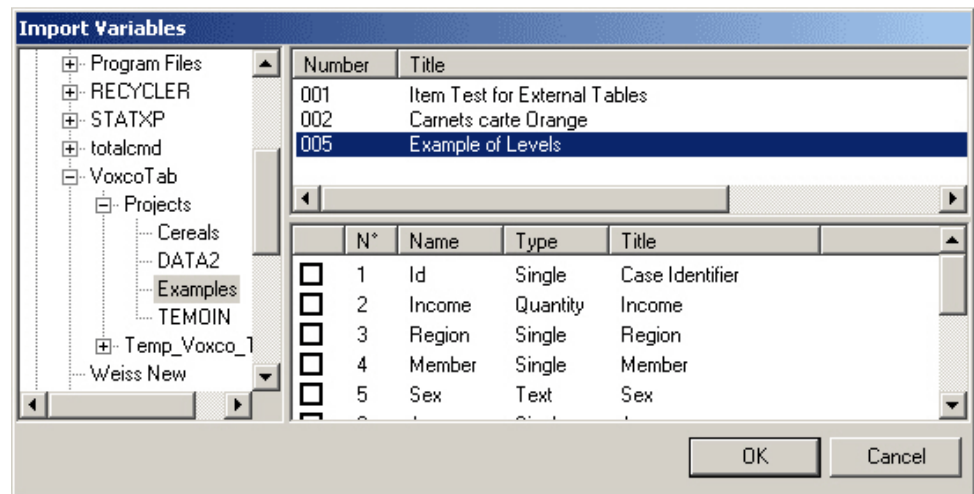 Import Variables
Program Files
RECYCLER
STATXP
totalcmd
VoxcoTab
Projects
Cereals
DATA2
Examples
TEMOIN
Temp_Voxco_
Weiss New
Number Title
001 Item Test for External Tables
002 Carnets carte Orange
005 Example of Levels
N° Name Type Title
1 Id Single Case Identifier
2 Income Quantity Income
3 Region Single Region
4 Member Single Member
5 Sex Text Sex
OK Cancel